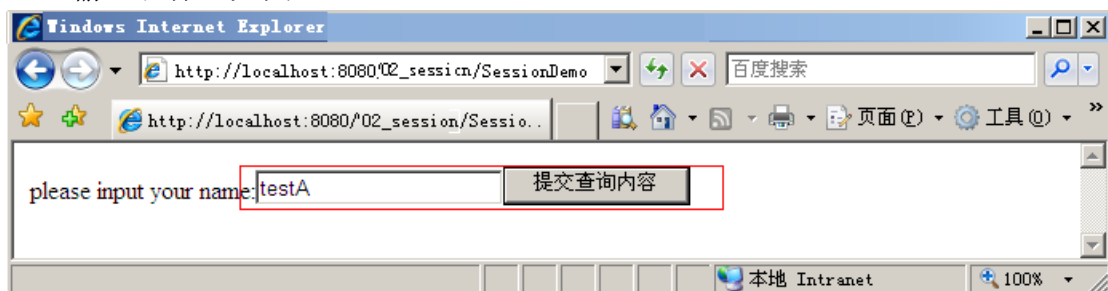 Windows Internet Explorer
http://localhost:8080/02_session/SessionDemo
百度搜索
http://localhost:8080/02_session/Sessio..
页面(P)
工具(O)
»
please input your name:testA
提交查询内容
本地 Intranet
100%